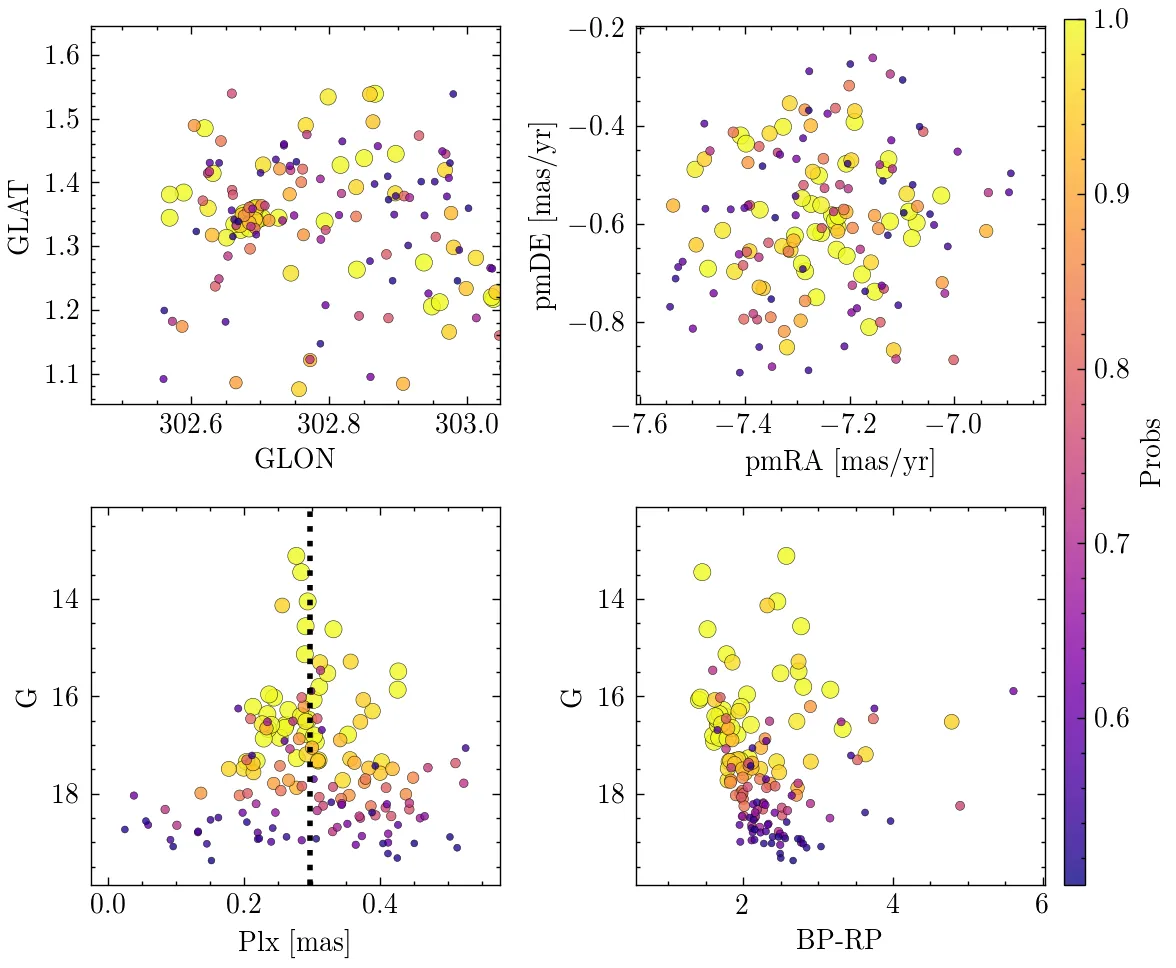 1.6
1.5
1.4
1.3
1.2
1.1
GLAT
302.6 302.8 303.0
GLON
−0.2
−0.4
−0.6
−0.8
pmDE [mas/yr]
−7.6 −7.4 −7.2 −7.0
pmRA [mas/yr]
14
16
18
G
0.0 0.2 0.4
Plx [mas]
14
16
18
G
2 4 6
BP-RP
1.0
0.9
0.8
0.7
0.6
Probs